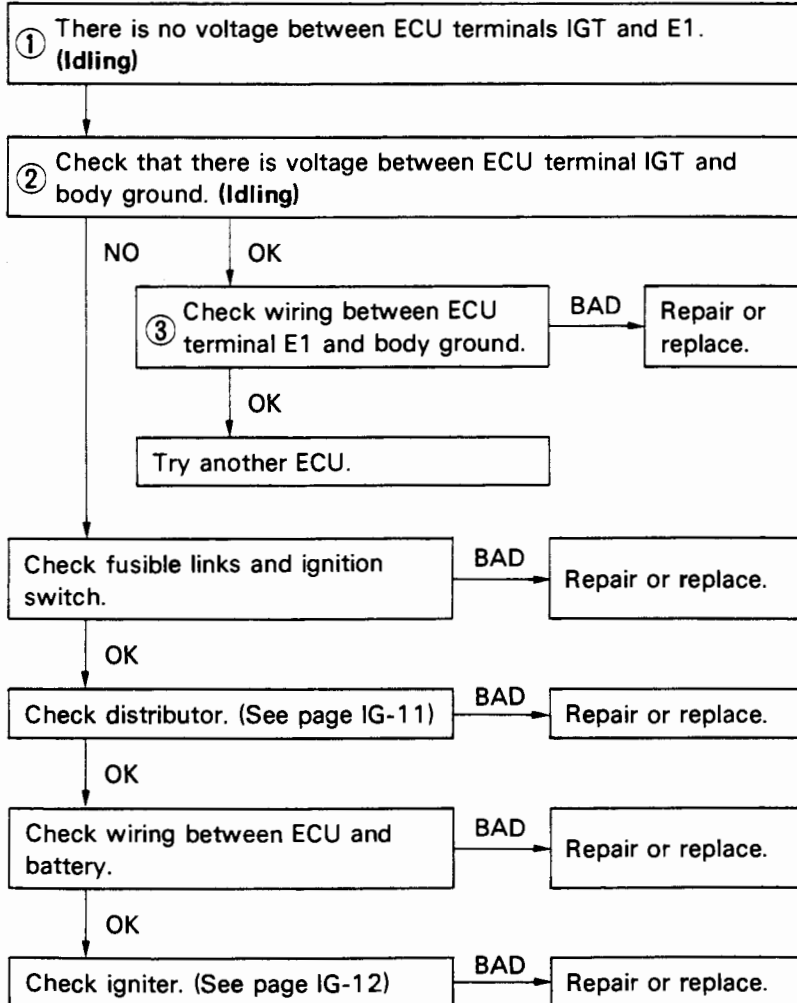 ① There is no voltage between ECU terminals IGT and E1.
(Idling)
② Check that there is voltage between ECU terminal IGT and
body ground. (Idling)
NO
OK
③ Check wiring between ECU
terminal E1 and body ground.
BAD
Repair or
replace.
OK
Try another ECU.
Check fusible links and ignition
switch.
BAD
Repair or replace.
OK
Check distributor. (See page IG-11)
BAD
Repair or replace.
OK
Check wiring between ECU and
battery.
BAD
Repair or replace.
OK
Check igniter. (See page IG-12)
BAD
Repair or replace.